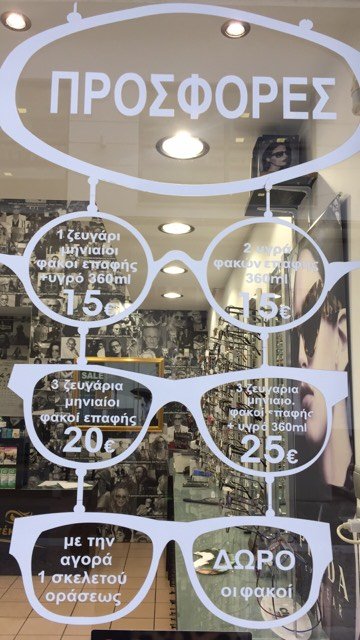 ΠΡΟΣΦΟΡΕΣ
1 ζευγάρι
μηνιαίοι
φακοί επαφής
+υγρό 360ml
15€
2 υγρά
φακών επαφής
360ml
15€
SALE
3 ζευγάρια
μηνιαίοι
φακοί επαφής
20€
3 ζευγάρια
μηνιαίοι
φακοί επαφής
+ υγρό 360ml
25€
με την
αγορά
1 σκελετού
οράσεως
ΔΩΡΟ
οι φακοί